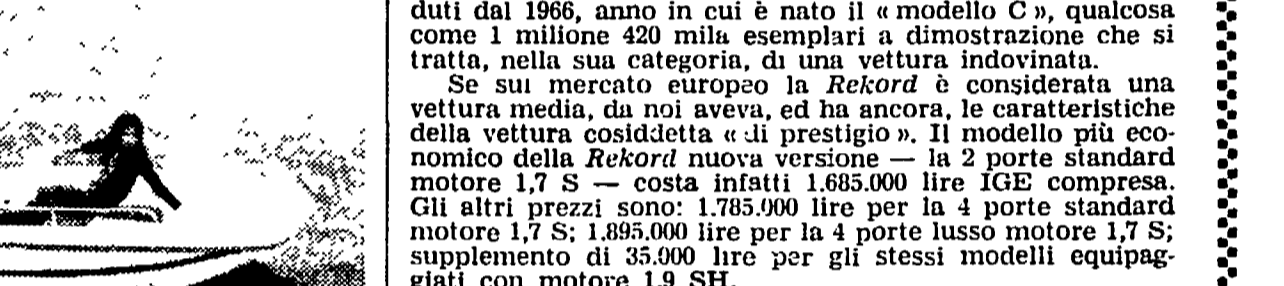 duti dal 1966, anno in cui è nato il « modello C », qualcosa
come 1 milione 420 mila esemplari a dimostrazione che si
tratta, nella sua categoria, di una vettura indovinata.
Se sul mercato europeo la Rekord è considerata una
vettura media, da noi aveva, ed ha ancora, le caratteristiche
della vettura cosiddetta « di prestigio ». Il modello più eco-
nomico della Rekord nuova versione — la 2 porte standard
motore 1,7 S — costa infatti 1.685.000 lire IGE compresa.
Gli altri prezzi sono: 1.785.000 lire per la 4 porte standard
motore 1,7 S; 1.895.000 lire per la 4 porte lusso motore 1,7 S;
supplemento di 35.000 lire per gli stessi modelli equipag-
giati con motore 1,9 SH.